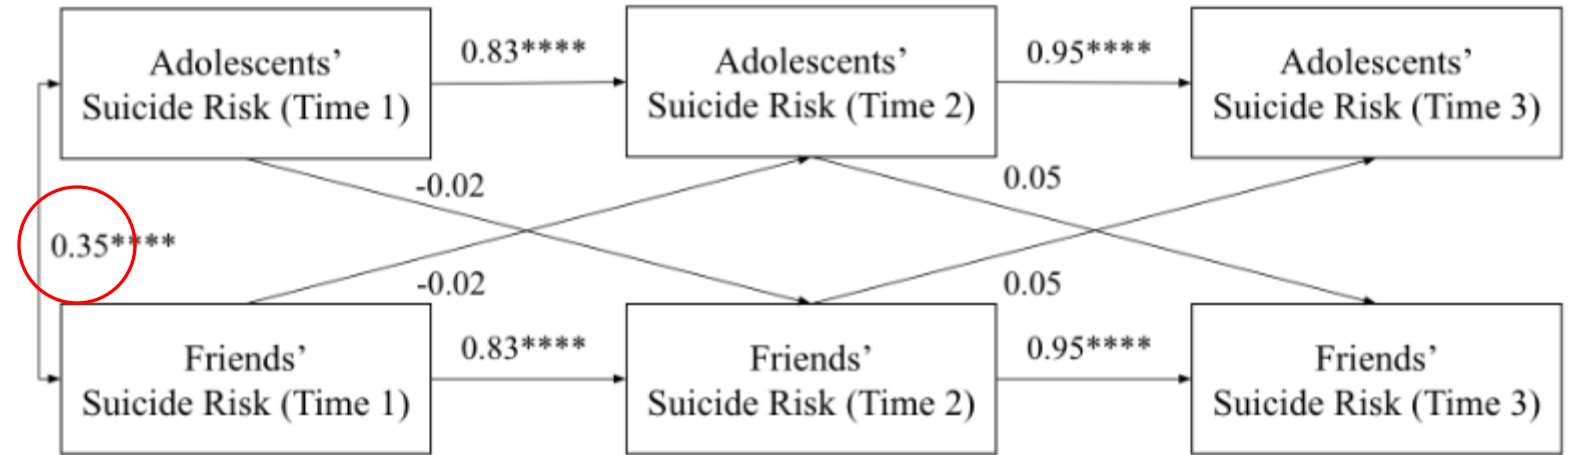 Adolescents’
Suicide Risk (Time 1)
0.83****
Adolescents’
Suicide Risk (Time 2)
0.95****
Adolescents’
Suicide Risk (Time 3)
-0.02
0.05
0.35****
-0.02
0.05
Friends’
Suicide Risk (Time 1)
0.83****
Friends’
Suicide Risk (Time 2)
0.95****
Friends’
Suicide Risk (Time 3)